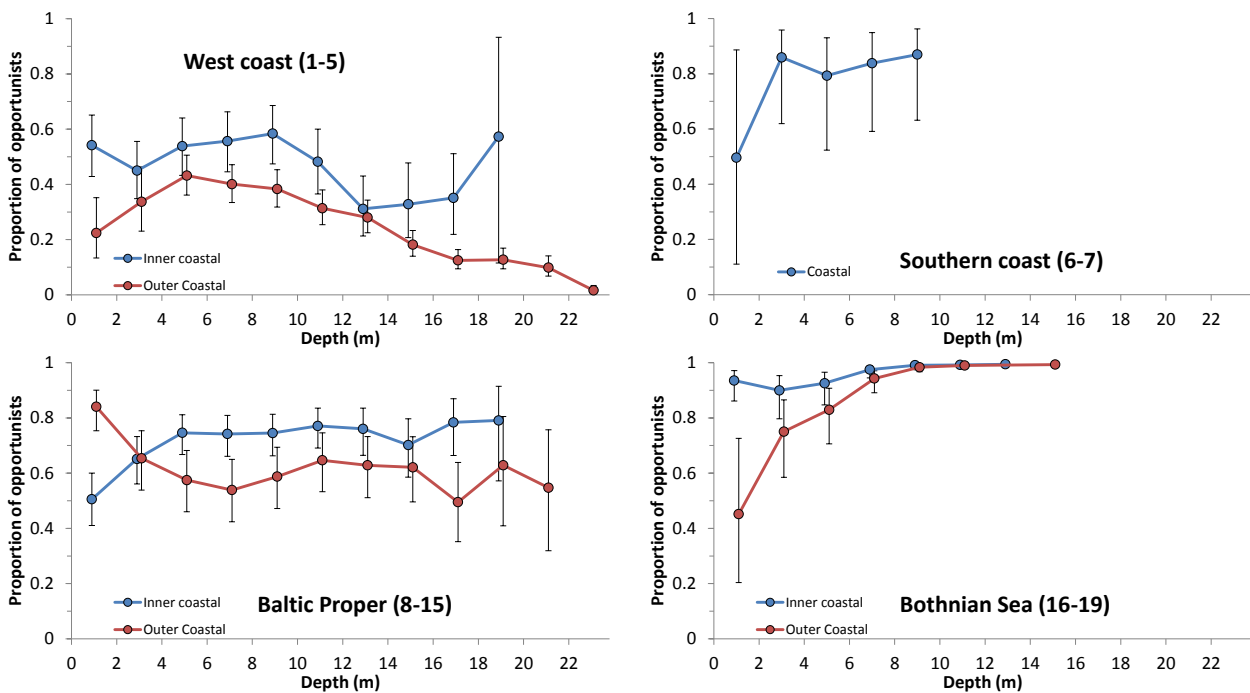 Proportion of opportunists
1
0.8
0.6
0.4
0.2
0
West coast (1-5)
Inner coastal
Outer Coastal
0 2 4 6 8 10 12 14 16 18 20 22
Depth (m)
Proportion of opportunists
1
0.8
0.6
0.4
0.2
0
Southern coast (6-7)
Coastal
0 2 4 6 8 10 12 14 16 18 20 22
Depth (m)
Proportion of opportunists
1
0.8
0.6
0.4
0.2
0
Baltic Proper (8-15)
Inner coastal
Outer Coastal
0 2 4 6 8 10 12 14 16 18 20 22
Depth (m)
Proportion of opportunists
1
0.8
0.6
0.4
0.2
0
Bothnian Sea (16-19)
Inner coastal
Outer Coastal
0 2 4 6 8 10 12 14 16 18 20 22
Depth (m)